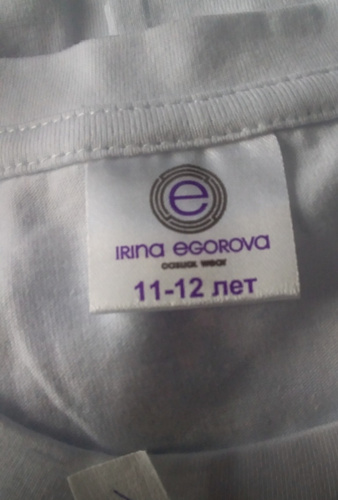 e
IRINA EGOROVA
casual wear
11-12 лет